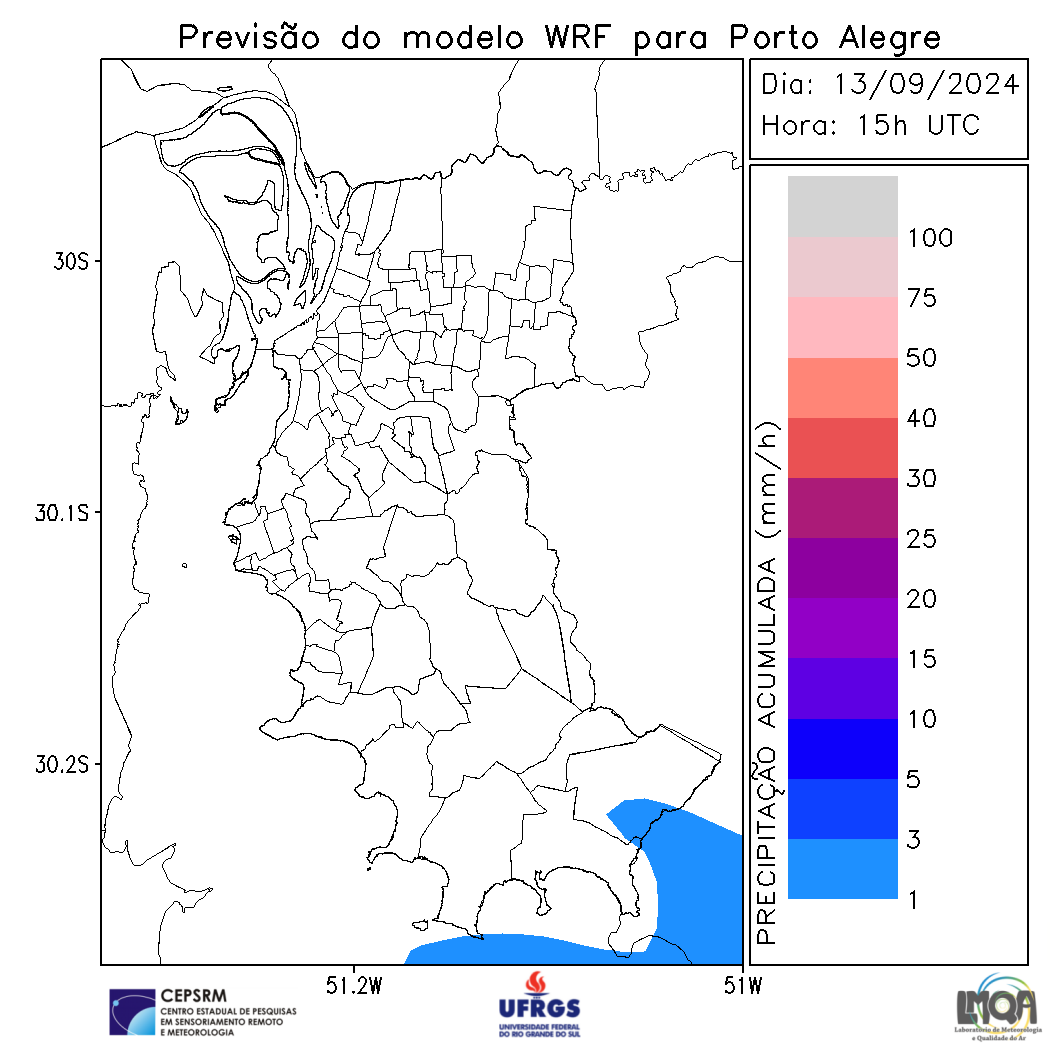 Previsão do modelo WRF para Porto Alegre
Dia: 13/09/2024
Hora: 15h UTC
30S
30.1S
30.2S
51.2W
51W
PRECIPITAÇÃO ACUMULADA (mm/h)
100
75
50
40
30
25
20
15
10
5
3
1
CEPSRM
CENTRO ESTADUAL DE PESQUISAS
EM SENSORIAMENTO REMOTO
E METEOROLOGIA
UFRGS
UNIVERSIDADE FEDERAL
DO RIO GRANDE DO SUL
LMQA
Laboratório de Meteorologia
e Qualidade do Ar